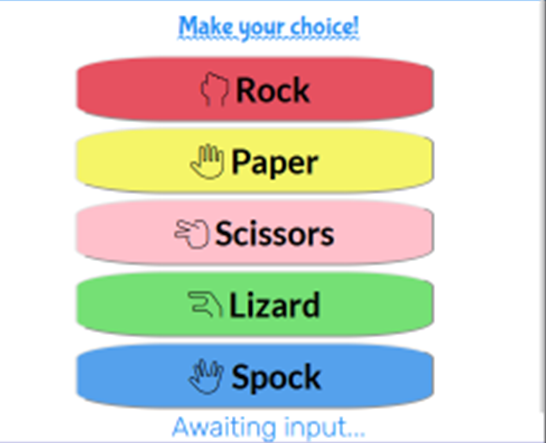 Make your choice!
Rock
Paper
Scissors
Lizard
Spock
Awaiting input...